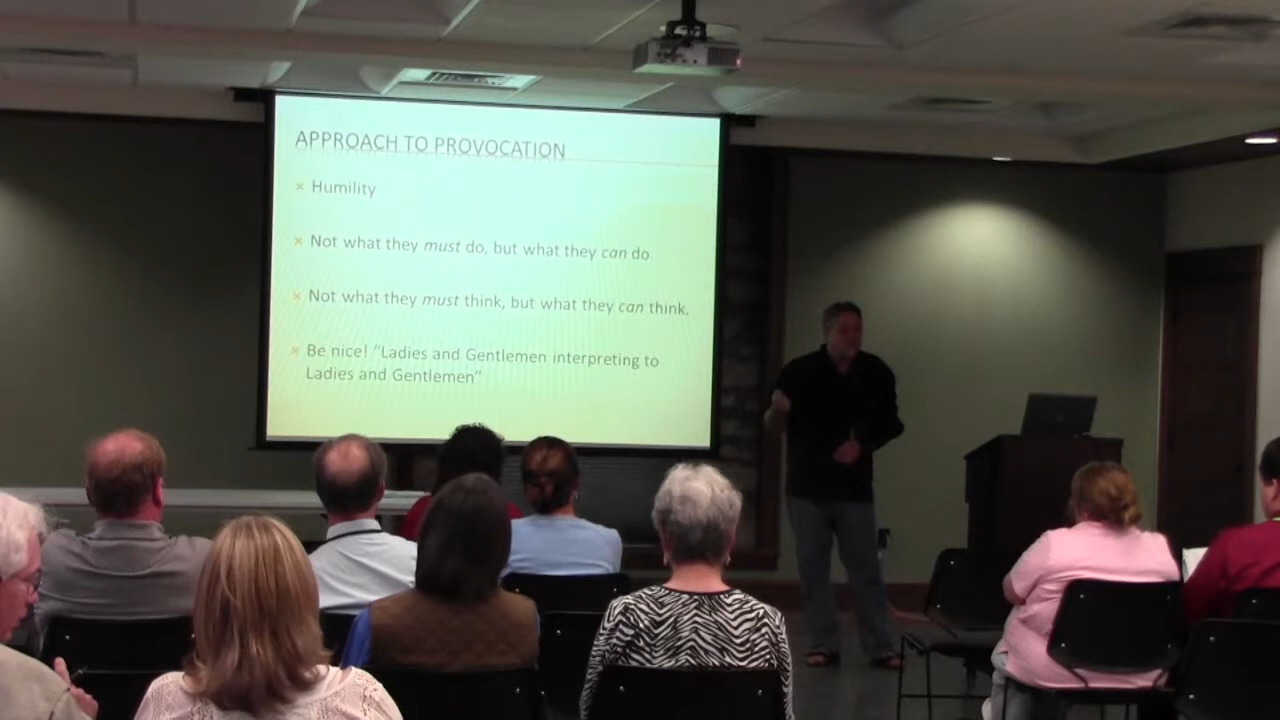 APPROACH TO PROVOCATION
Humility
Not what they must do, but what they can do
Not what they must think, but what they can think.
Be nice! "Ladies and Gentlemen interpreting to
Ladies and Gentlemen"